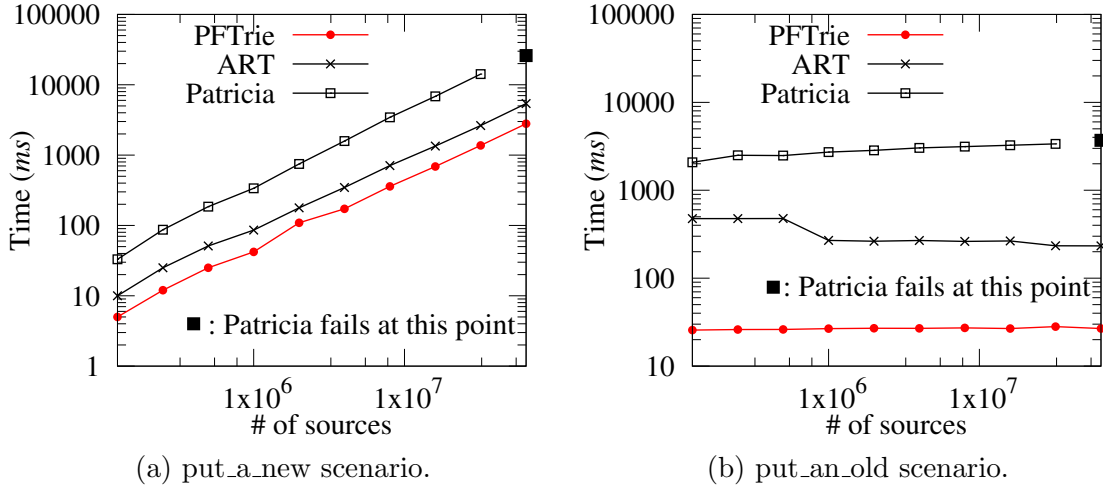 100000
10000
1000
100
10
1
Time (ms)
PFTrie
ART
Patricia
■: Patricia fails at this point
1x10^6
1x10^7
# of sources
(a) put_a_new scenario.
100000
10000
1000
100
10
Time (ms)
PFTrie
ART
Patricia
■: Patricia fails at this point
1x10^6
1x10^7
# of sources
(b) put_an_old scenario.